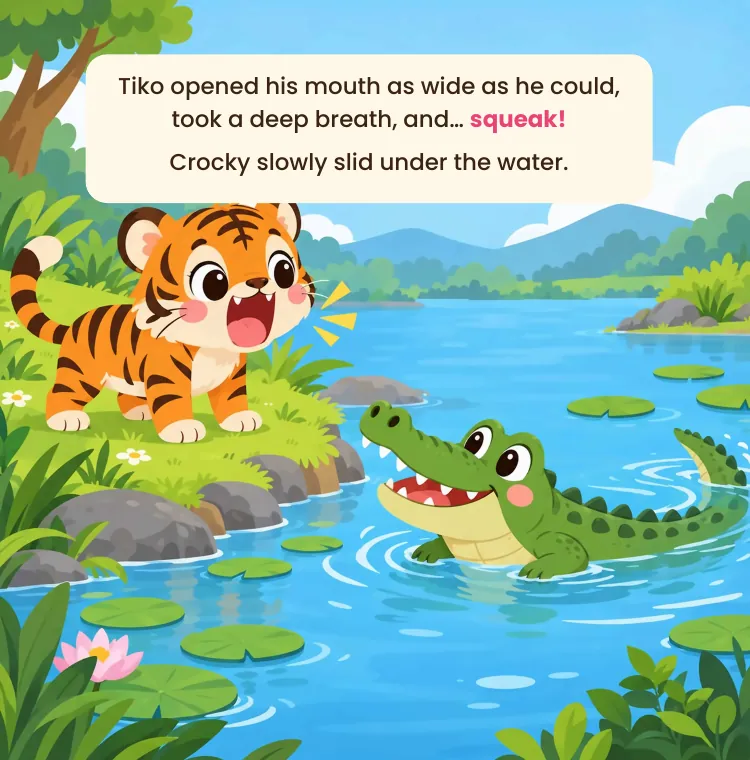 Tiko opened his mouth as wide as he could,
took a deep breath, and... squeak!
Crocky slowly slid under the water.